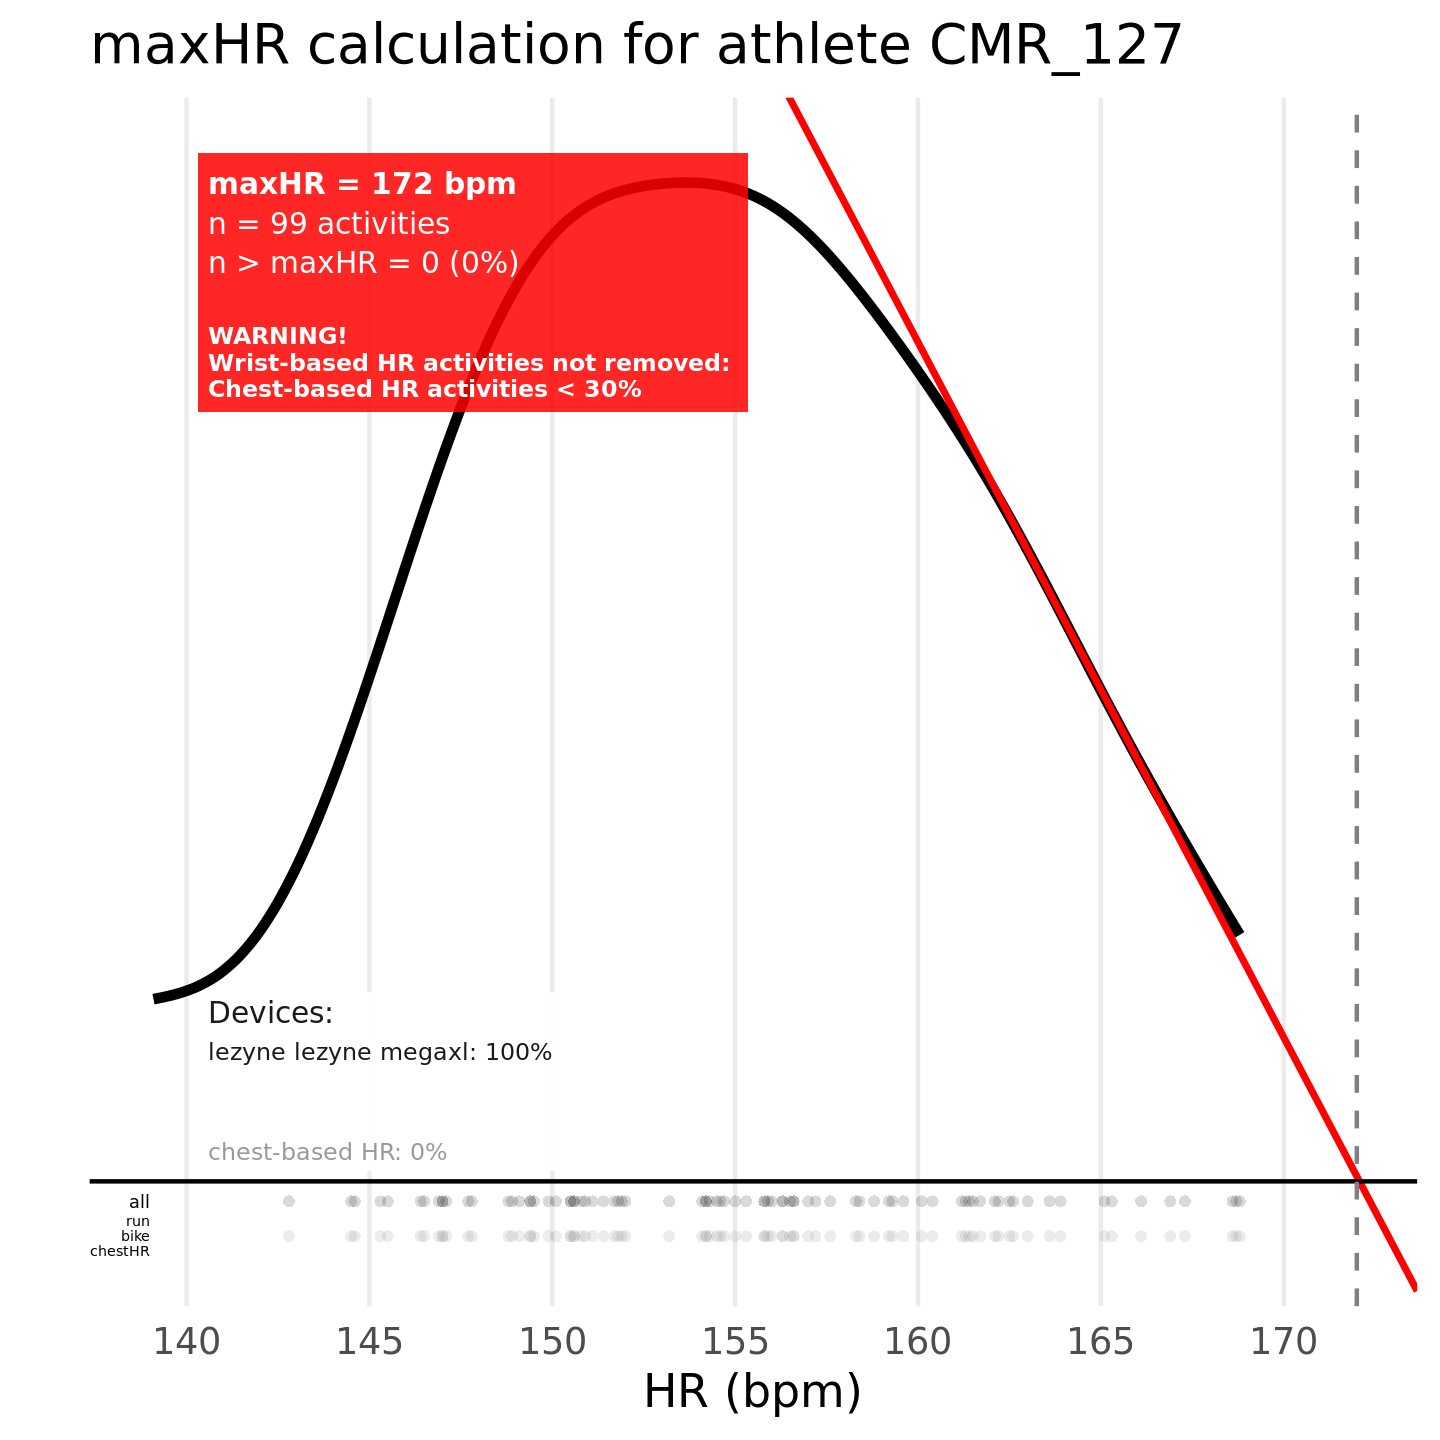 maxHR calculation for athlete CMR_127
maxHR = 172 bpm
n = 99 activities
n > maxHR = 0 (0%)
WARNING!
Wrist-based HR activities not removed:
Chest-based HR activities < 30%
Devices:
lezyne lezyne megaxl: 100%
chest-based HR: 0%
all
run
bike
chestHR
140 145 150 155 160 165 170
HR (bpm)